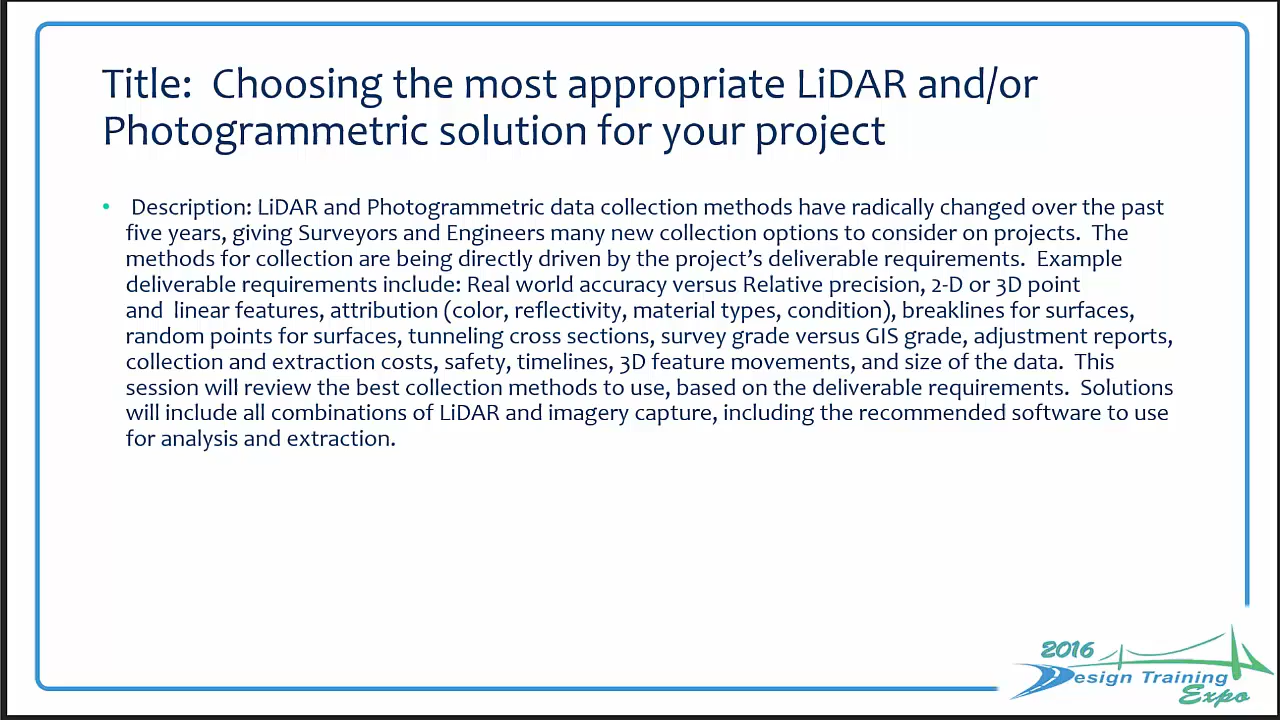 Title:  Choosing the most appropriate LiDAR and/or
Photogrammetric solution for your project
• Description: LiDAR and Photogrammetric data collection methods have radically changed over the past
five years, giving Surveyors and Engineers many new collection options to consider on projects.  The
methods for collection are being directly driven by the project’s deliverable requirements.  Example
deliverable requirements include: Real world accuracy versus Relative precision, 2-D or 3D point
and  linear features, attribution (color, reflectivity, material types, condition), breaklines for surfaces,
random points for surfaces, tunneling cross sections, survey grade versus GIS grade, adjustment reports,
collection and extraction costs, safety, timelines, 3D feature movements, and size of the data.  This
session will review the best collection methods to use, based on the deliverable requirements.  Solutions
will include all combinations of LiDAR and imagery capture, including the recommended software to use
for analysis and extraction.
2016
Design Training
Expo